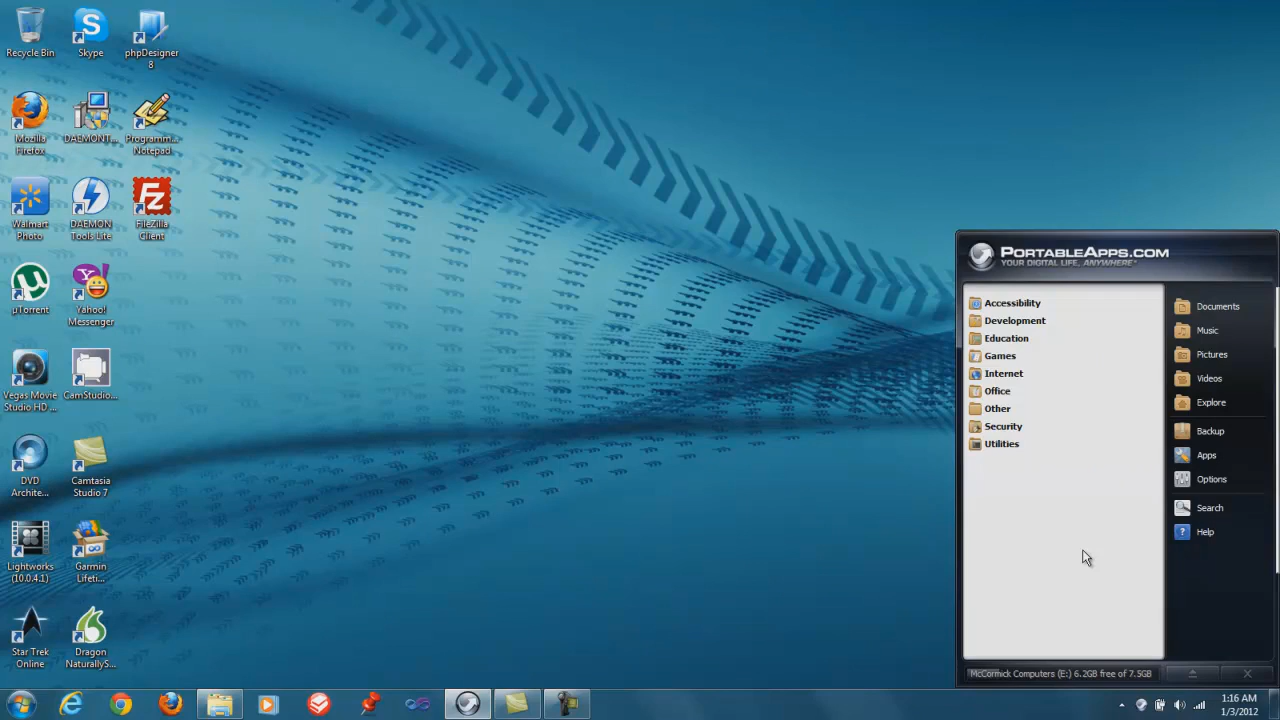 Recycle Bin
Skype
phpDesigner
8
Mozilla
Firefox
DAEMONT...
Programm...
Notepad
Walmart
Photo
DAEMON
Tools Lite
FileZilla
Client
µTorrent
Yahoo!
Messenger
Vegas Movie
Studio HD ...
CamStudio...
DVD
Archite...
Camtasia
Studio 7
Lightworks
(10.0.4.1)
Garmin
Lifeti...
Star Trek
Online
Dragon
NaturallyS...
PORTABLEAPPS.COM
YOUR DIGITAL LIFE, ANYWHERE™
Accessibility
Development
Education
Games
Internet
Office
Other
Security
Utilities
Documents
Music
Pictures
Videos
Explore
Backup
Apps
Options
Search
Help
McCormick Computers (E:) 6.2GB free of 7.5GB
1:16 AM
1/3/2012